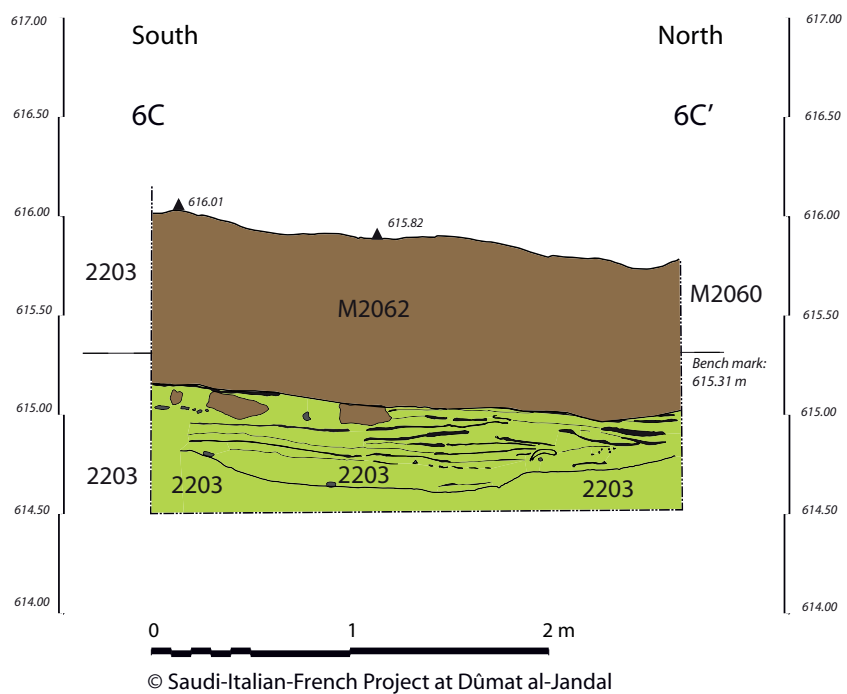 617.00
617.00
South
North
616.50
6C
6C’
616.50
616.00
616.01
615.82
616.00
2203
M2060
615.50
M2062
615.50
Bench mark:
615.31 m
615.00
615.00
2203
2203
2203
2203
614.50
614.50
614.00
614.00
0
1
2 m
© Saudi-Italian-French Project at Dûmat al-Jandal